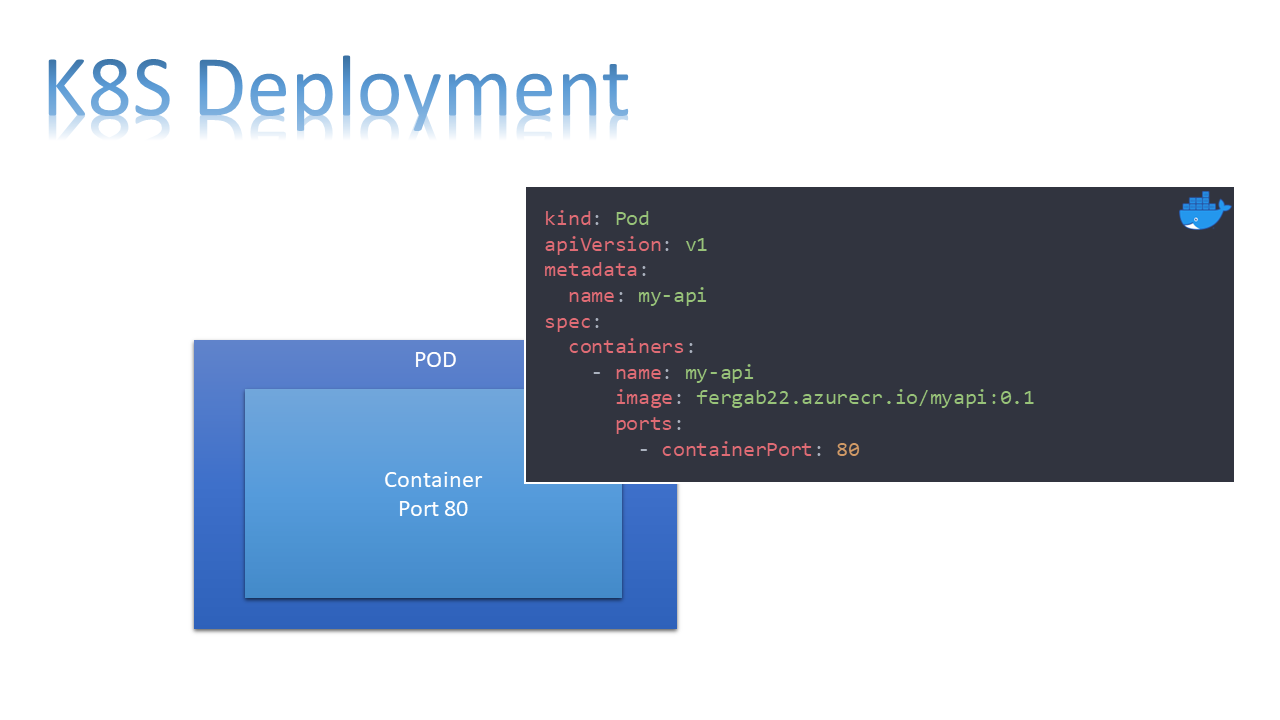 K8S Deployment
kind: Pod
apiVersion: v1
metadata:
  name: my-api
spec:
  containers:
    - name: my-api
      image: fergab22.azurecr.io/myapi:0.1
      ports:
        - containerPort: 80
POD
Container
Port 80